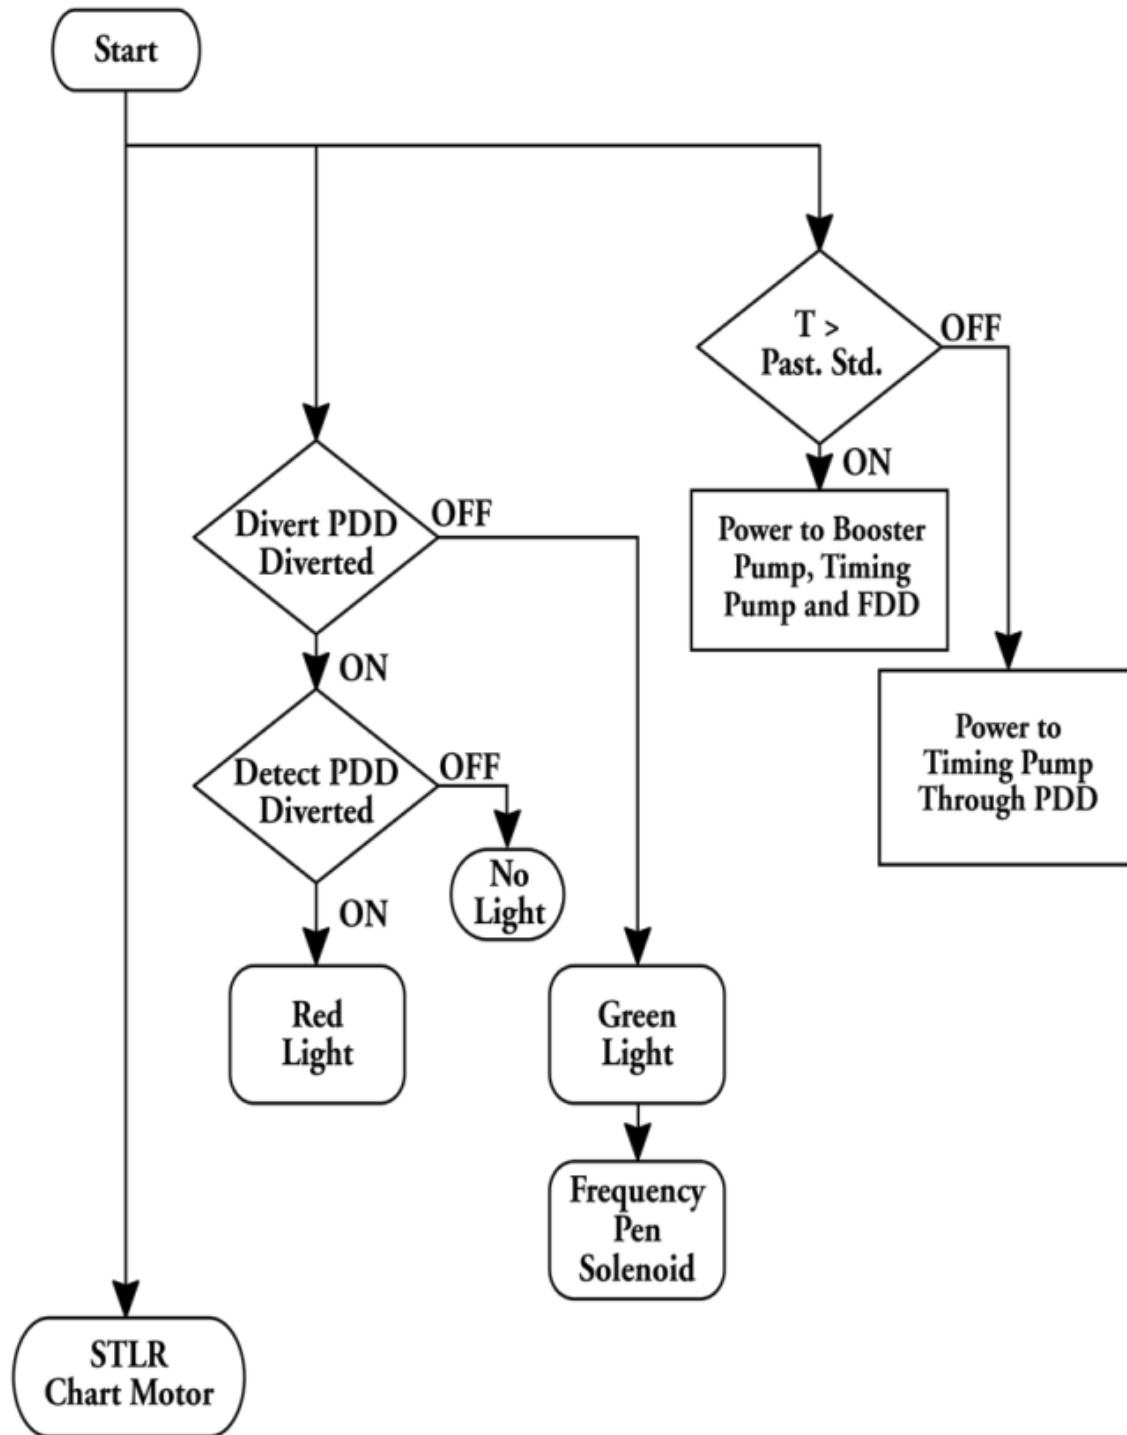 Start
T >
Past. Std.
OFF
ON
Power to Booster
Pump, Timing
Pump and FDD
Power to
Timing Pump
Through PDD
Divert PDD
Diverted
OFF
ON
Detect PDD
Diverted
OFF
No
Light
ON
Red
Light
Green
Light
Frequency
Pen
Solenoid
STLR
Chart Motor